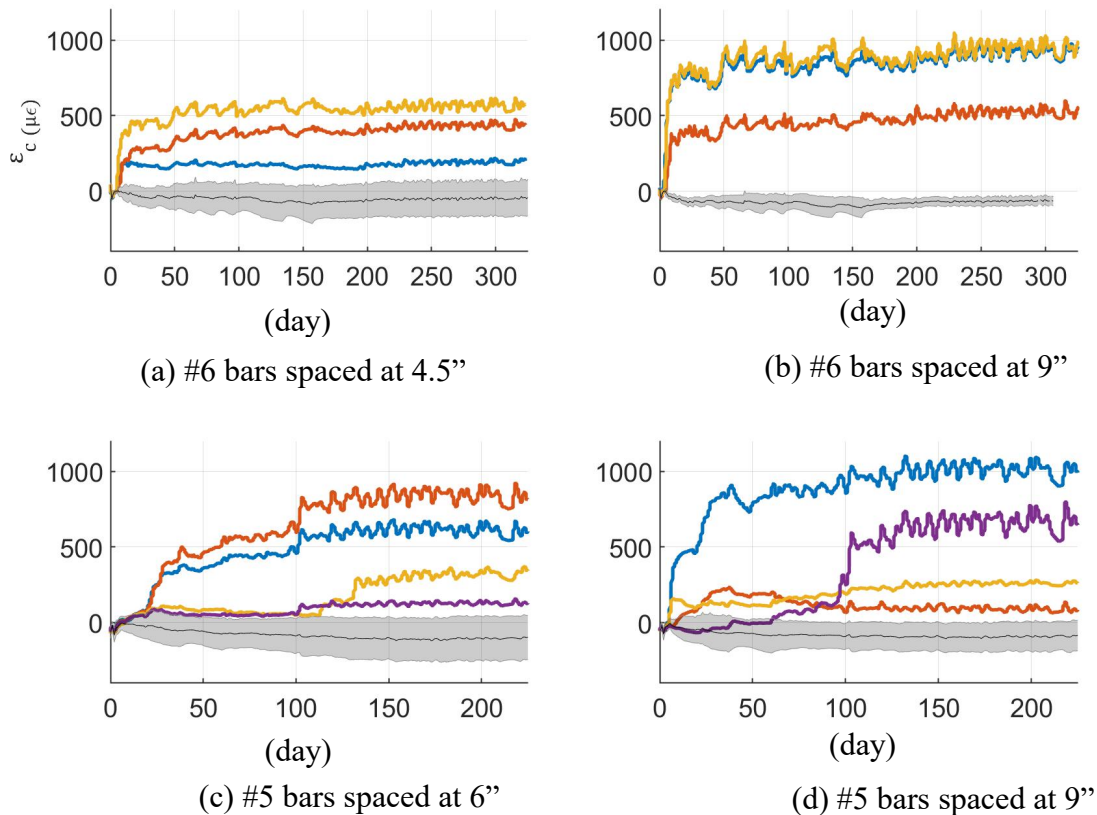 1000
500
0
ε_c (με)
0 50 100 150 200 250 300
(day)
(a) #6 bars spaced at 4.5”
1000
500
0
0 50 100 150 200 250 300
(day)
(b) #6 bars spaced at 9”
1000
500
0
0 50 100 150 200
(day)
(c) #5 bars spaced at 6”
1000
500
0
0 50 100 150 200
(day)
(d) #5 bars spaced at 9”